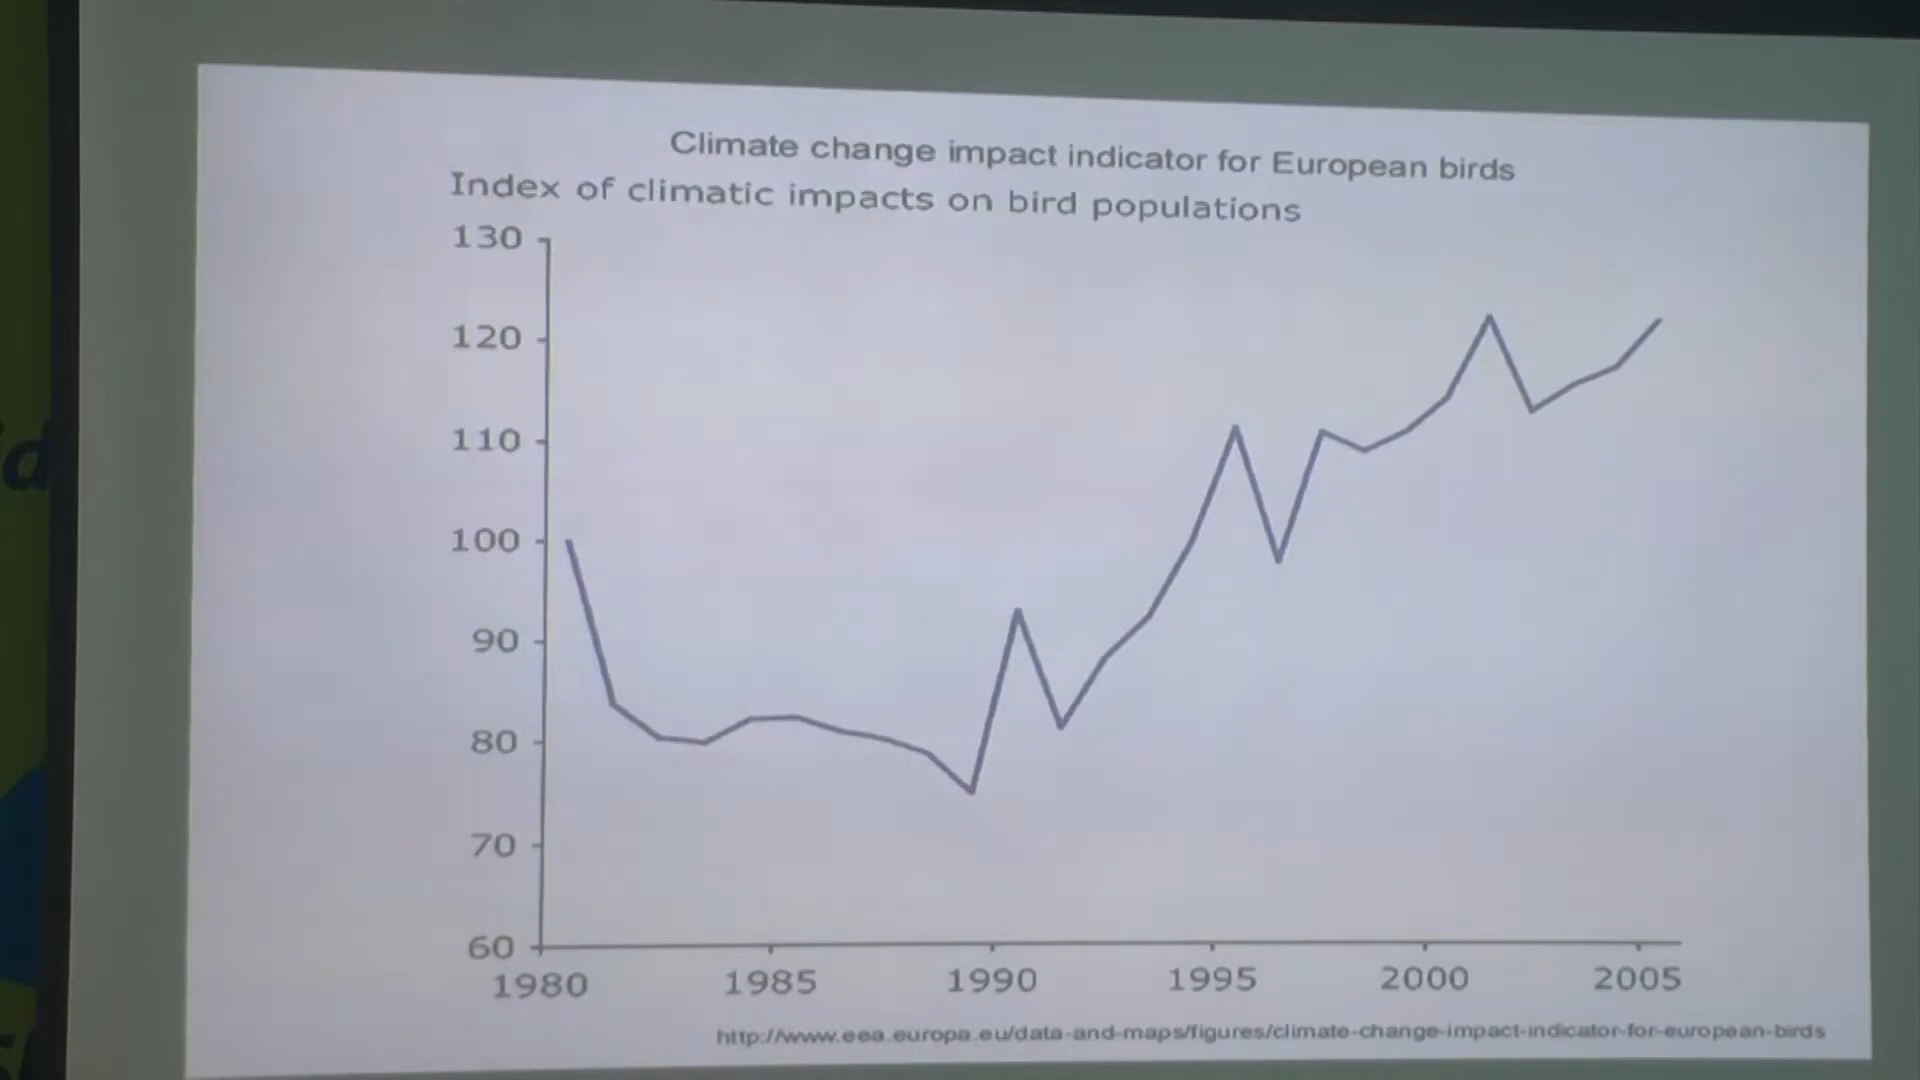 Climate change impact indicator for European birds
Index of climatic impacts on bird populations
130
120
110
100
90
80
70
60
1980 1985 1990 1995 2000 2005
http://www.eea.europa.eu/data-and-maps/figures/climate-change-impact-indicator-for-european-birds